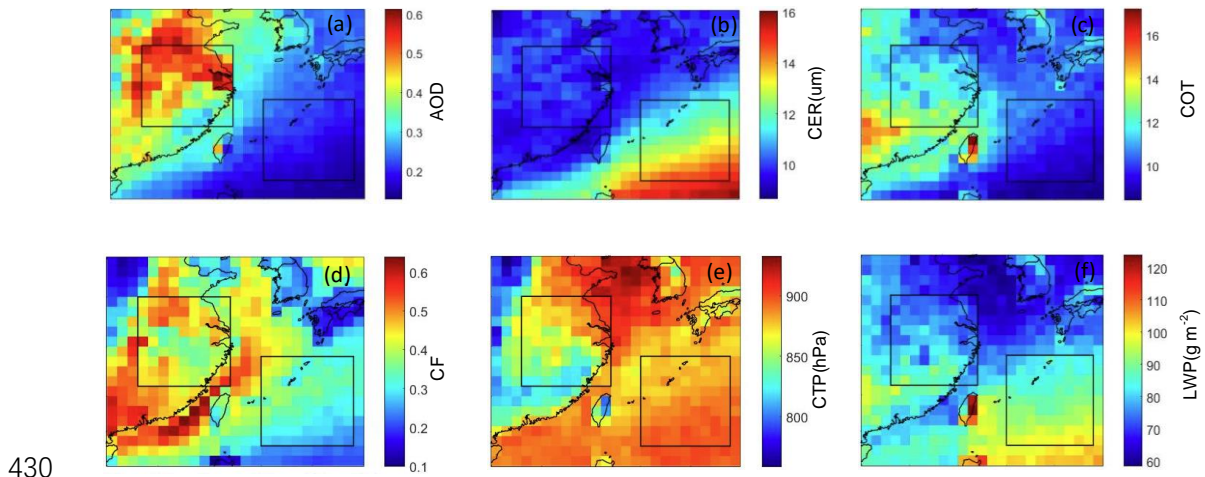 (a)
0.6
0.5
0.4
0.3
0.2
AOD
(b)
16
14
12
10
CER(um)
(c)
16
14
12
10
COT
(d)
0.6
0.5
0.4
0.3
0.2
0.1
CF
(e)
900
850
800
CTP(hPa)
(f)
120
110
100
90
80
70
60
LWP(g m⁻²)
430